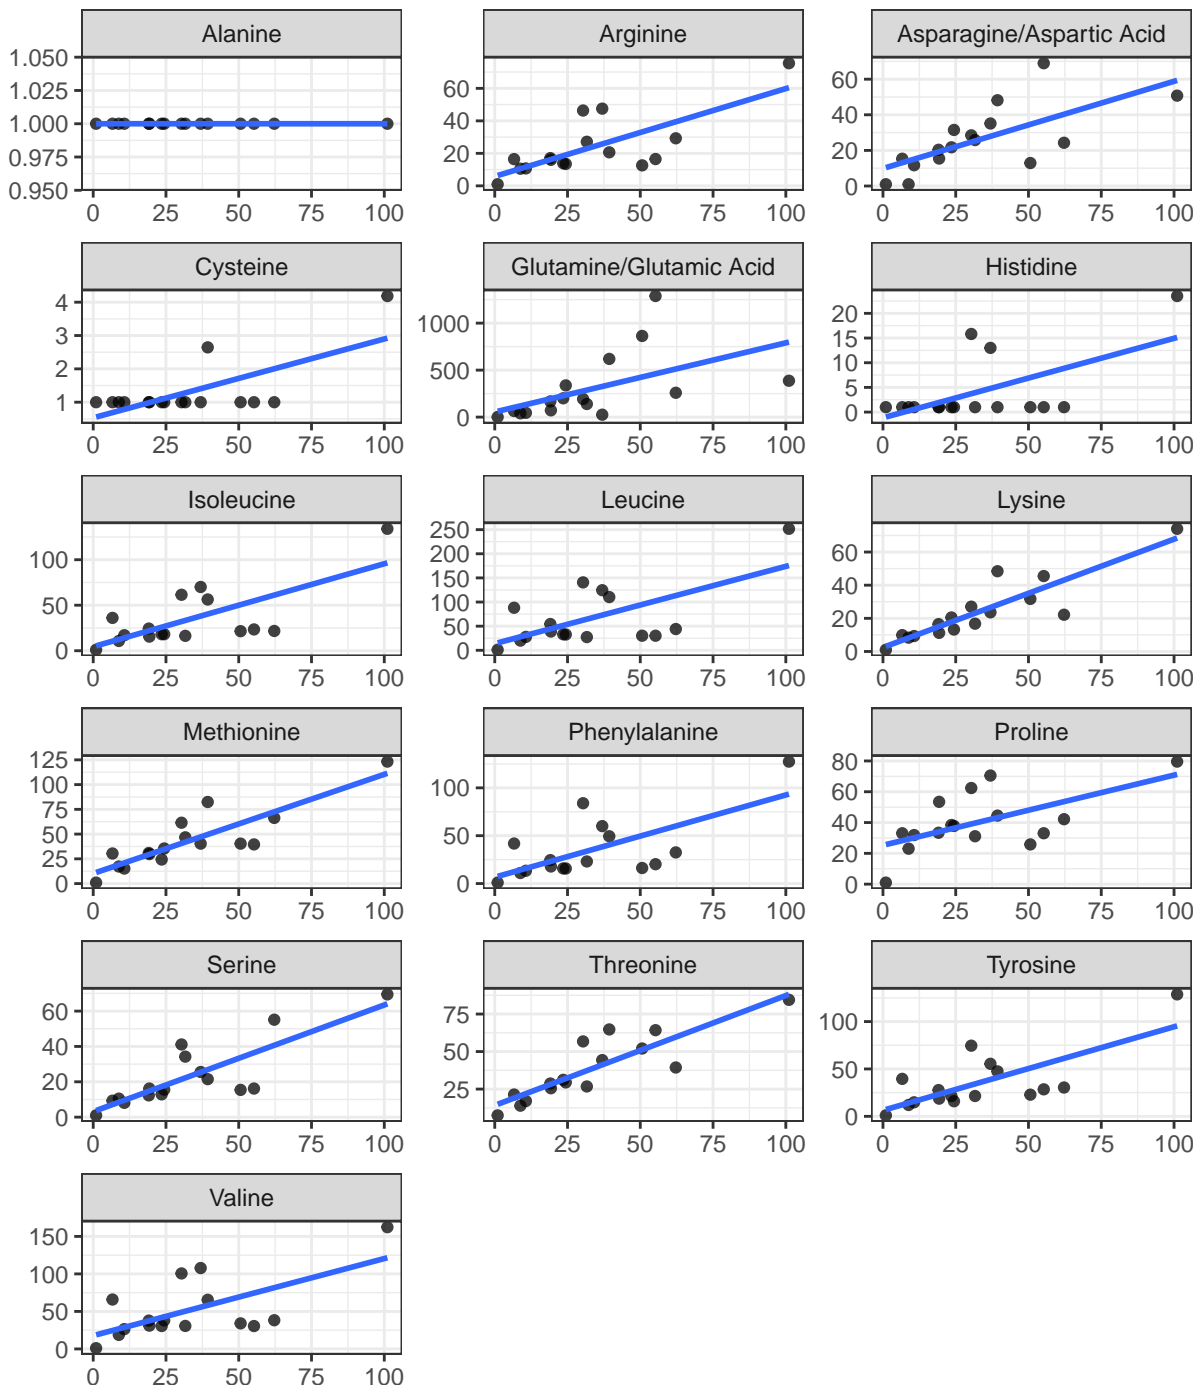 Alanine
Arginine
Asparagine/Aspartic Acid
1.050
1.025
1.000
0.975
0.950
60
40
20
0
60
40
20
0
0 25 50 75 100
0 25 50 75 100
0 25 50 75 100
Cysteine
Glutamine/Glutamic Acid
Histidine
4
3
2
1
1000
500
0
20
15
10
5
0
0 25 50 75 100
0 25 50 75 100
0 25 50 75 100
Isoleucine
Leucine
Lysine
100
50
0
250
200
150
100
50
0
60
40
20
0
0 25 50 75 100
0 25 50 75 100
0 25 50 75 100
Methionine
Phenylalanine
Proline
125
100
75
50
25
0
100
50
0
80
60
40
20
0
0 25 50 75 100
0 25 50 75 100
0 25 50 75 100
Serine
Threonine
Tyrosine
60
40
20
0
75
50
25
100
50
0
0 25 50 75 100
0 25 50 75 100
0 25 50 75 100
Valine
150
100
50
0
0 25 50 75 100